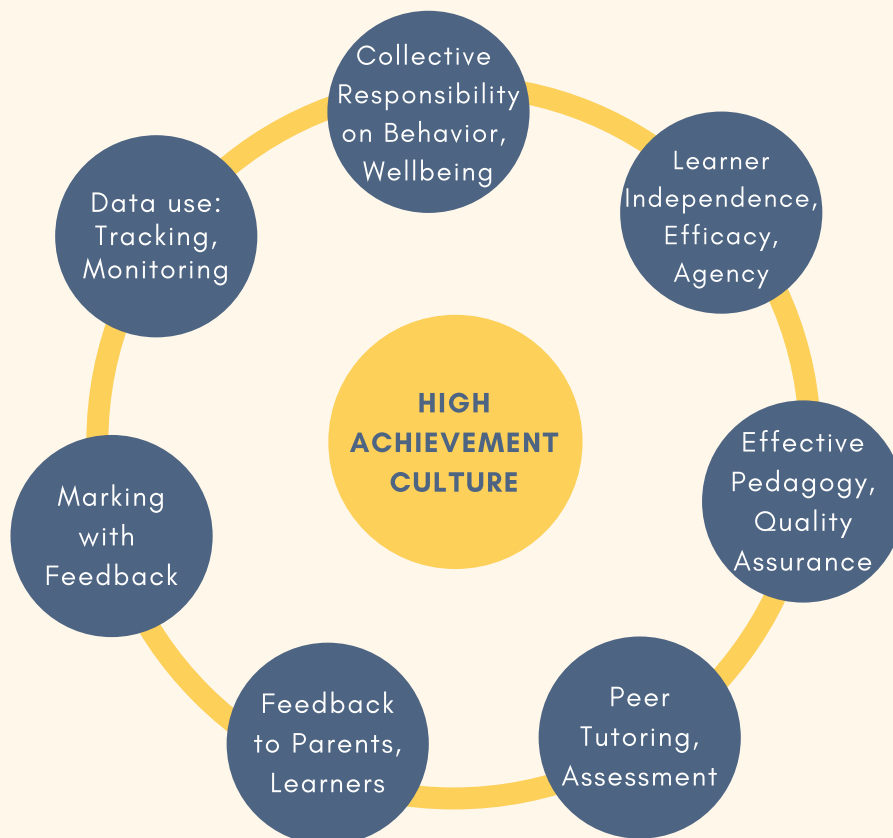 Collective
Responsibility
on Behavior,
Wellbeing
Learner
Independence,
Efficacy,
Agency
Effective
Pedagogy,
Quality
Assurance
Peer
Tutoring,
Assessment
Feedback
to Parents,
Learners
Marking
with
Feedback
Data use:
Tracking,
Monitoring
HIGH
ACHIEVEMENT
CULTURE